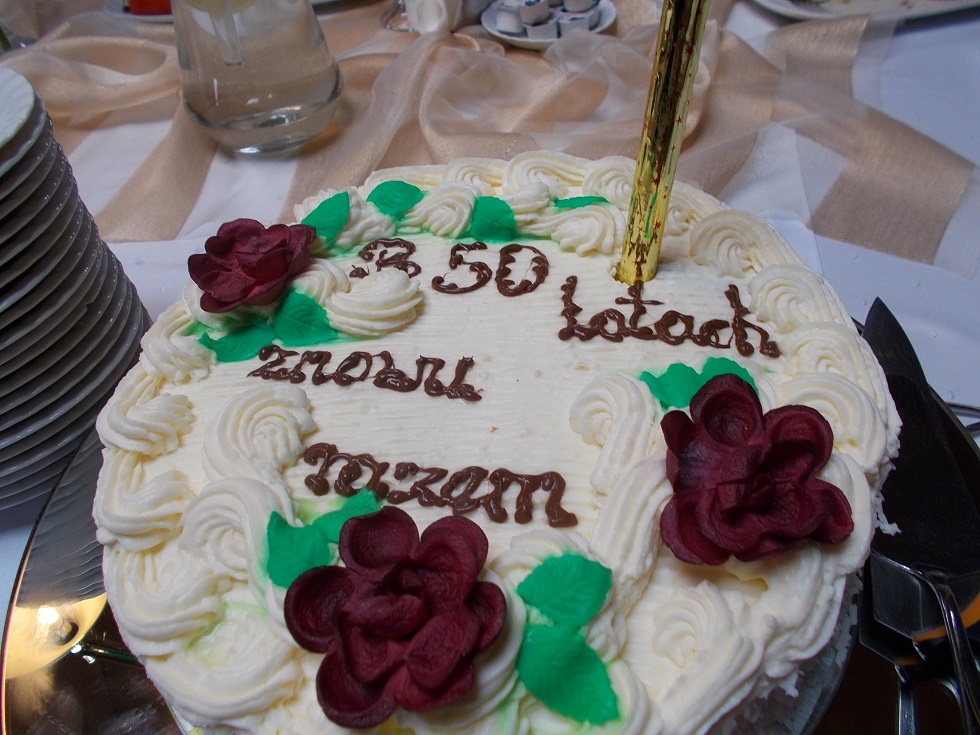 Po 50 latach
znowu
razem